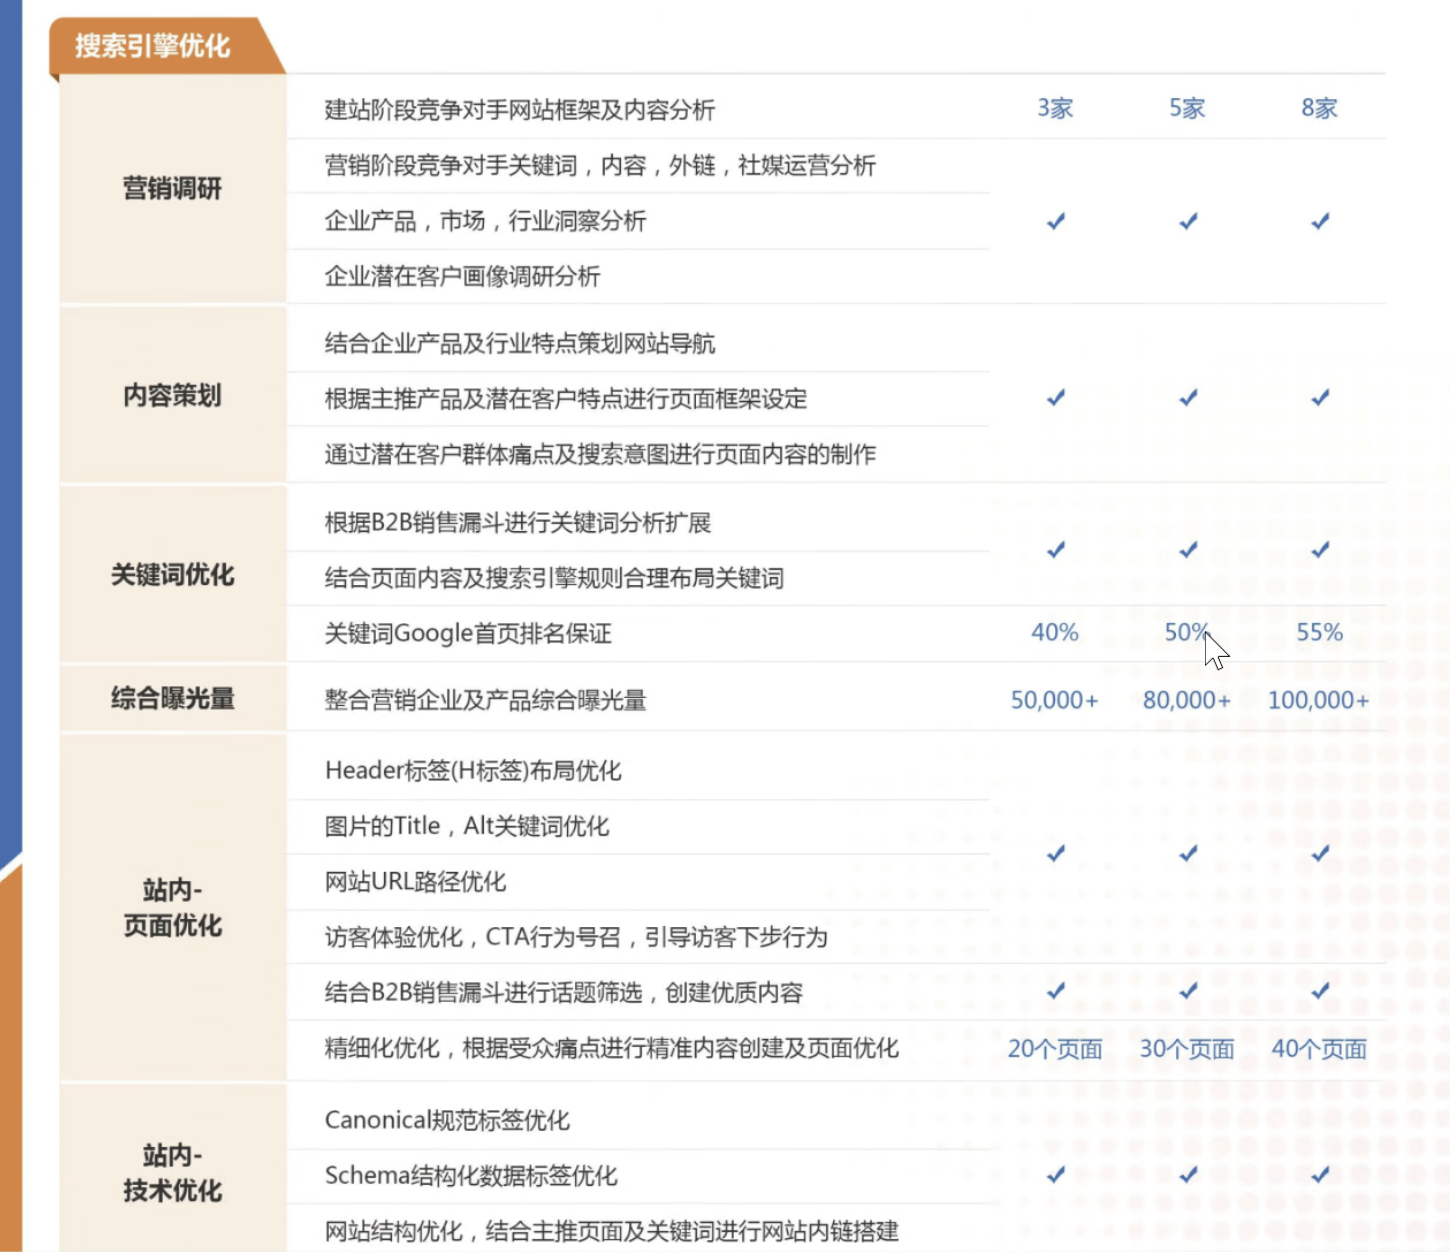 搜索引擎优化
营销调研
建站阶段竞争对手网站框架及内容分析 3家 5家 8家
营销阶段竞争对手关键词，内容，外链，社媒运营分析
企业产品，市场，行业洞察分析
企业潜在客户画像调研分析
内容策划
结合企业产品及行业特点策划网站导航
根据主推产品及潜在客户特点进行页面框架设定
通过潜在客户群体痛点及搜索意图进行页面内容的制作
关键词优化
根据B2B销售漏斗进行关键词分析扩展
结合页面内容及搜索引擎规则合理布局关键词
关键词Google首页排名保证 40% 50% 55%
综合曝光量
整合营销企业及产品综合曝光量 50,000+ 80,000+ 100,000+
站内-
页面优化
Header标签(H标签)布局优化
图片的Title，Alt关键词优化
网站URL路径优化
访客体验优化，CTA行为号召，引导访客下步行为
结合B2B销售漏斗进行话题筛选，创建优质内容
精细化优化，根据受众痛点进行精准内容创建及页面优化 20个页面 30个页面 40个页面
站内-
技术优化
Canonical规范标签优化
Schema结构化数据标签优化
网站结构优化，结合主推页面及关键词进行网站内链搭建